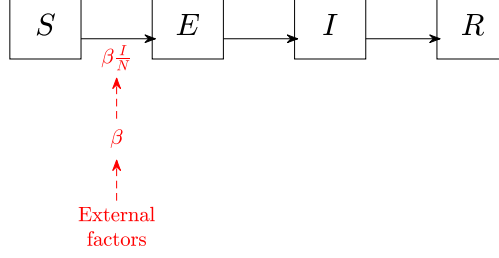 S E I R
β I/N
β
External
factors